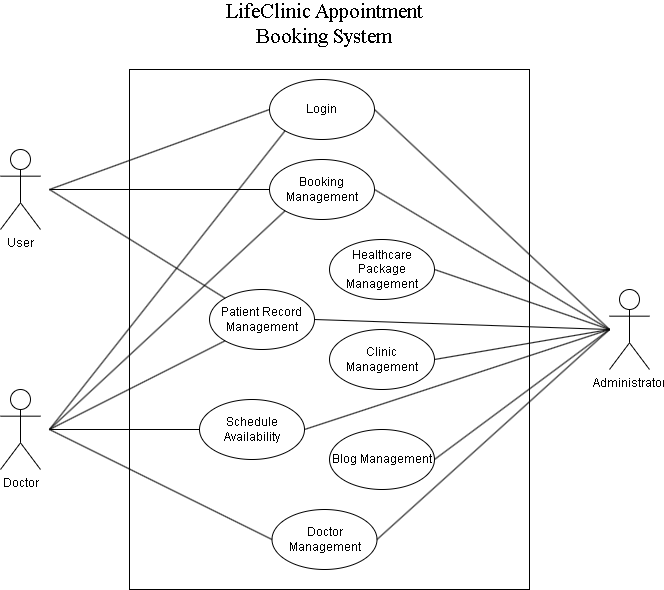 LifeClinic Appointment
Booking System
Login
Booking
Management
User
Healthcare
Package
Management
Patient Record
Management
Clinic
Management
Administrator
Schedule
Availability
Blog Management
Doctor
Doctor
Management